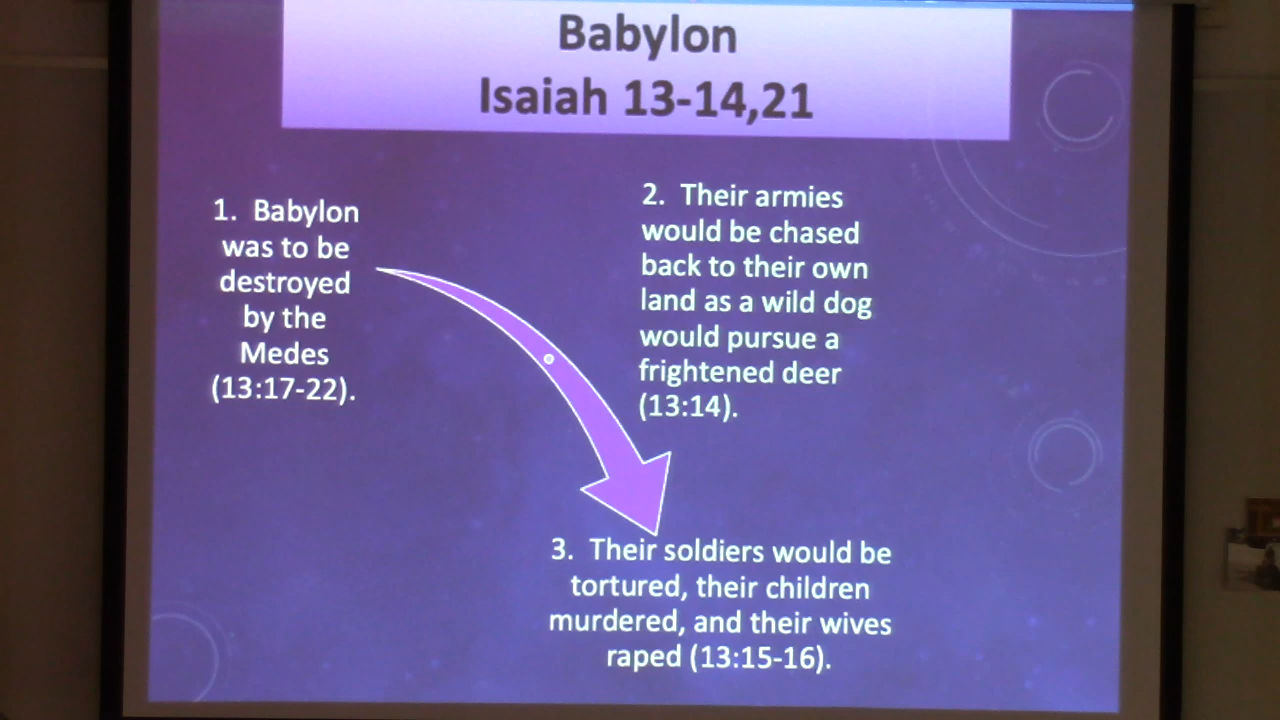 Babylon
Isaiah 13-14,21
1. Babylon
was to be
destroyed
by the
Medes
(13:17-22).
2. Their armies
would be chased
back to their own
land as a wild dog
would pursue a
frightened deer
(13:14).
3. Their soldiers would be
tortured, their children
murdered, and their wives
raped (13:15-16).